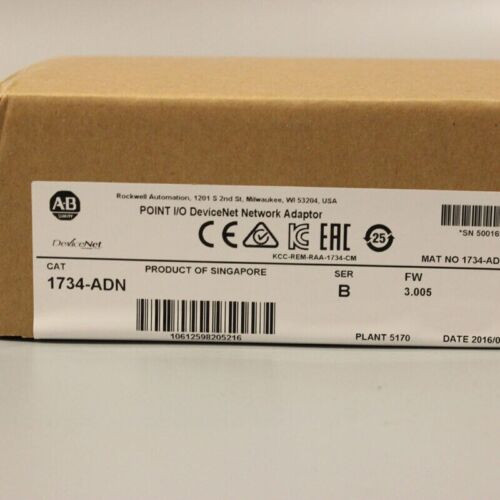 A-B
QUALITY
Rockwell Automation, 1201 S 2nd St, Milwaukee, WI 53204, USA
POINT I/O DeviceNet Network Adaptor
*SN 50016
DeviceNet
CE
EAC
25
KCC-REM-RAA-1734-CM
MAT NO 1734-AD
CAT
PRODUCT OF SINGAPORE
SER
FW
1734-ADN
B
3.005
10612598205216
PLANT 5170
DATE 2016/0